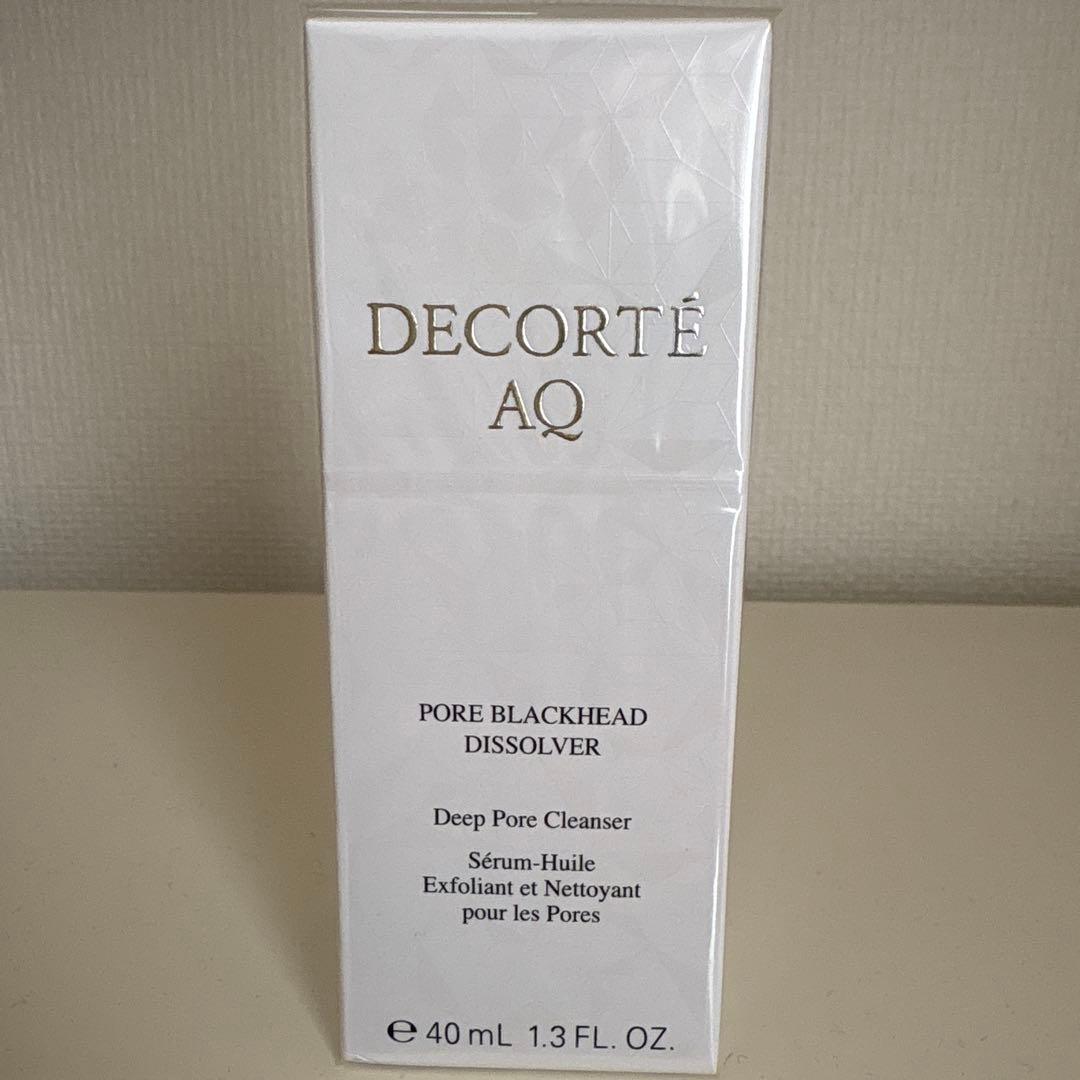 DECORTÉ
AQ
PORE BLACKHEAD
DISSOLVER
Deep Pore Cleanser
Sérum-Huile
Exfoliant et Nettoyant
pour les Pores
℮ 40 mL 1.3 FL. OZ.